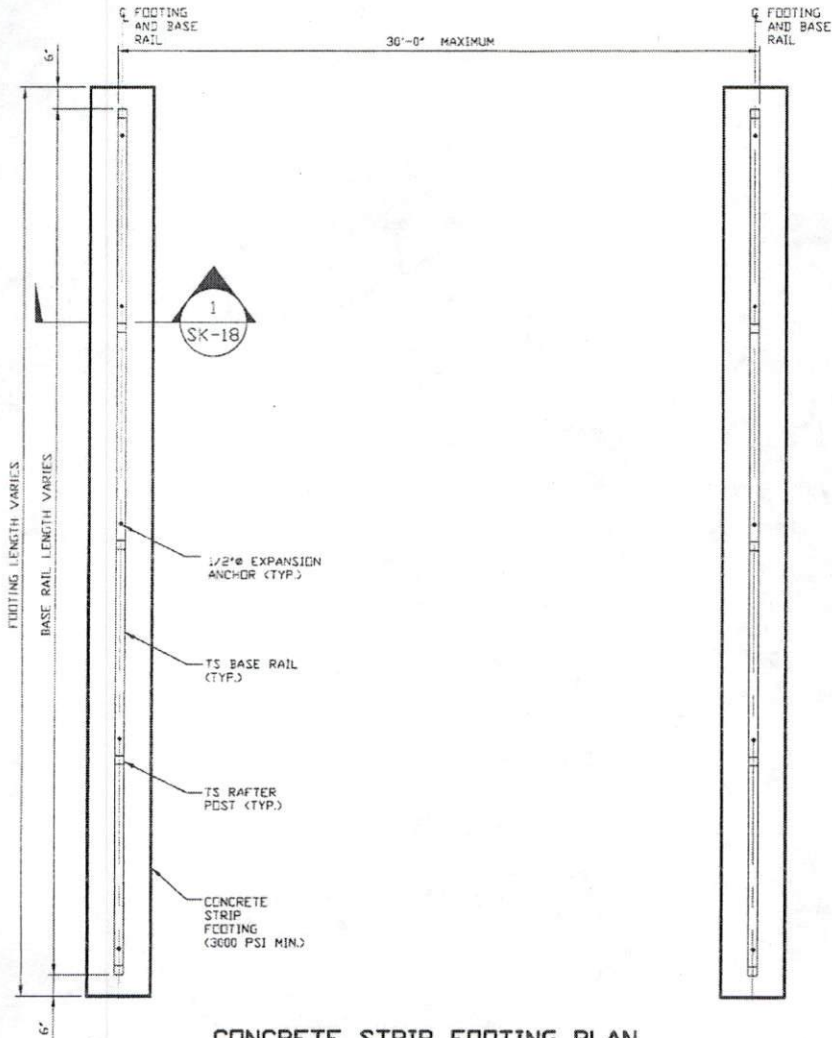 ℄ FOOTING
AND BASE
RAIL
30'-0" MAXIMUM
℄ FOOTING
AND BASE
RAIL
6"
FOOTING LENGTH VARIES
BASE RAIL LENGTH VARIES
1
SK-18
1/2"Ø EXPANSION
ANCHOR (TYP.)
TS BASE RAIL
(TYP.)
TS RAFTER
POST (TYP.)
CONCRETE
STRIP
FOOTING
(3000 PSI MIN.)
6"
CONCRETE STRIP FOOTING PLAN